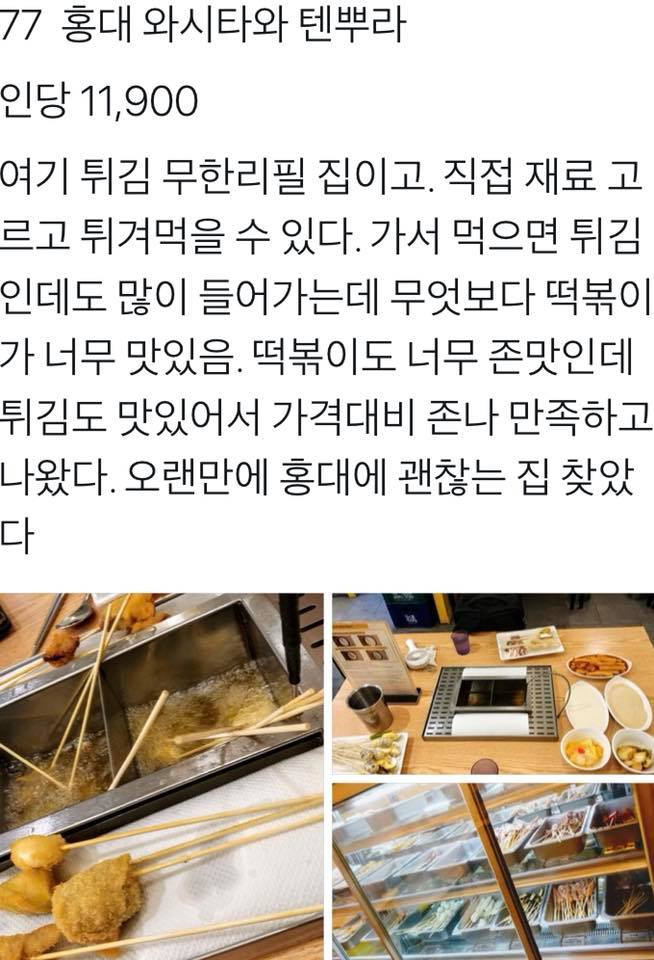 77 홍대 와시타와 텐뿌라
인당 11,900
여기 튀김 무한리필 집이고. 직접 재료 고
르고 튀겨먹을 수 있다. 가서 먹으면 튀김
인데도 많이 들어가는데 무엇보다 떡볶이
가 너무 맛있음. 떡볶이도 너무 존맛인데
튀김도 맛있어서 가격대비 존나 만족하고
나왔다. 오랜만에 홍대에 괜찮는 집 찾았
다